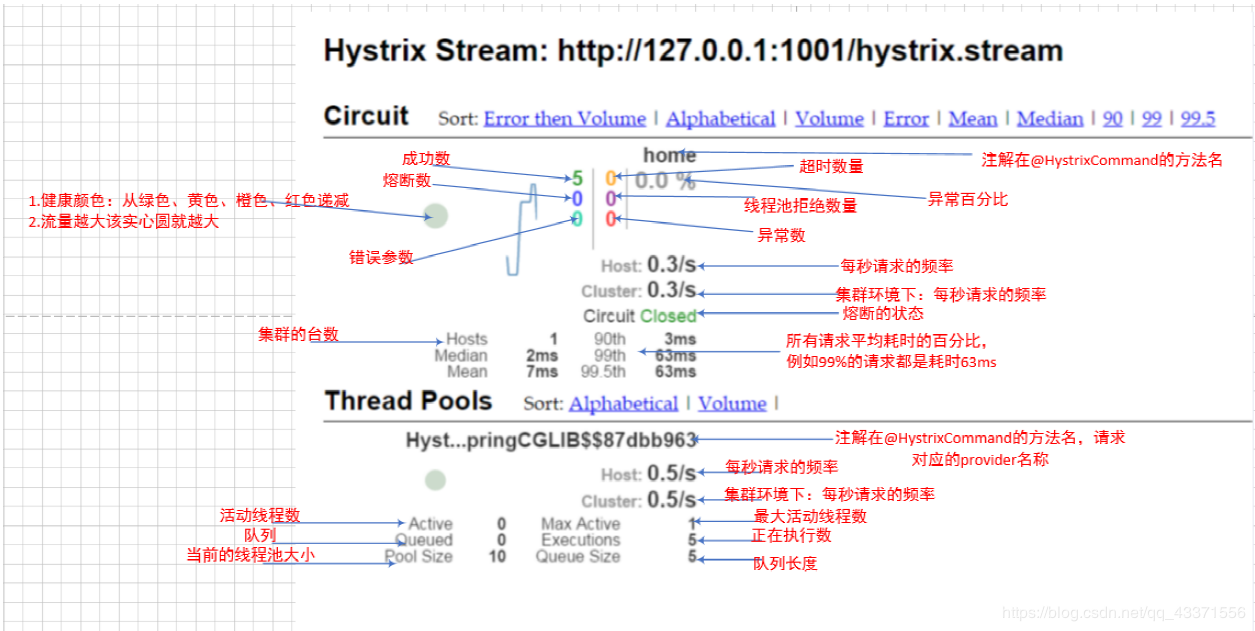 Hystrix Stream: http://127.0.0.1:1001/hystrix.stream
Circuit Sort: Error then Volume | Alphabetical | Volume | Error | Mean | Median | 90 | 99 | 99.5
成功数
home
注解在@HystrixCommand的方法名
超时数量
熔断数
5 0 0.0 %
1.健康颜色：从绿色、黄色、橙色、红色递减
0 0
线程池拒绝数量
异常百分比
2.流量越大该实心圆就越大
0 0
异常数
错误参数
Host: 0.3/s
每秒请求的频率
Cluster: 0.3/s
集群环境下：每秒请求的频率
Circuit Closed
熔断的状态
集群的台数
Hosts 1 90th 3ms
所有请求平均耗时的百分比，
Median 2ms 99th 63ms
例如99%的请求都是耗时63ms
Mean 7ms 99.5th 63ms
Thread Pools Sort: Alphabetical | Volume |
Hyst...pringCGLIB$$87dbb963
注解在@HystrixCommand的方法名，请求
对应的provider名称
Host: 0.5/s
每秒请求的频率
Cluster: 0.5/s
集群环境下：每秒请求的频率
活动线程数
Active 0 Max Active 1
最大活动线程数
队列
Queued 0 Executions 5
正在执行数
当前的线程池大小
Pool Size 10 Queue Size 5
队列长度
https://blog.csdn.net/qq_43371556